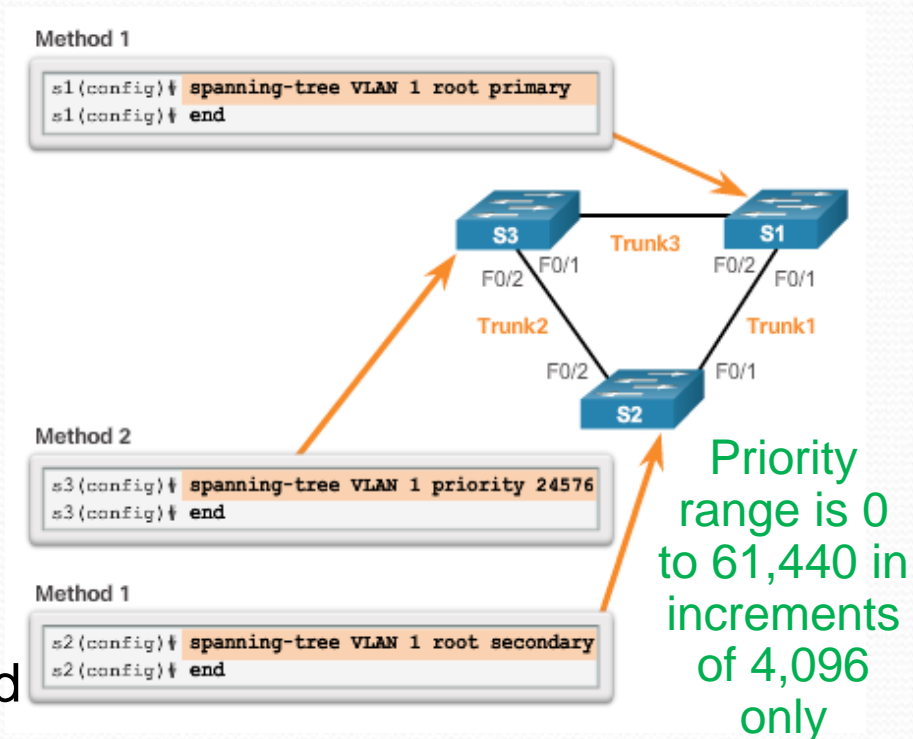 Method 1
s1(config)# spanning-tree VLAN 1 root primary
s1(config)# end
S3
Trunk3
S1
F0/2
F0/1
F0/2
F0/1
Trunk2
Trunk1
F0/2
F0/1
S2
Method 2
s3(config)# spanning-tree VLAN 1 priority 24576
s3(config)# end
Priority
range is 0
to 61,440 in
increments
of 4,096
only
Method 1
s2(config)# spanning-tree VLAN 1 root secondary
s2(config)# end
d